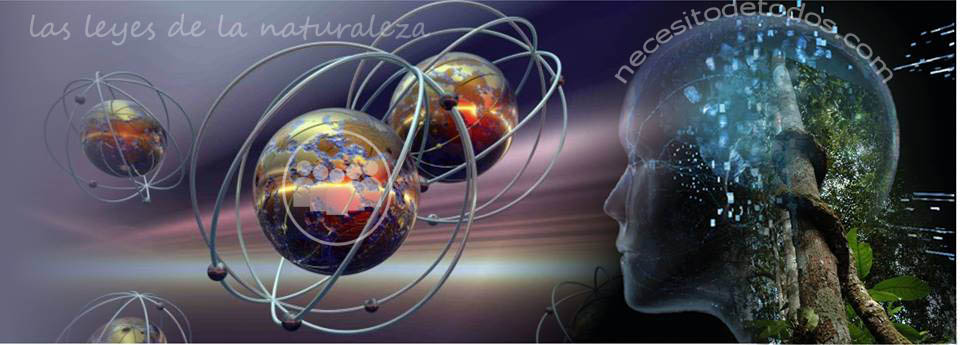 las leyes de la naturaleza
necesitodetodos.com